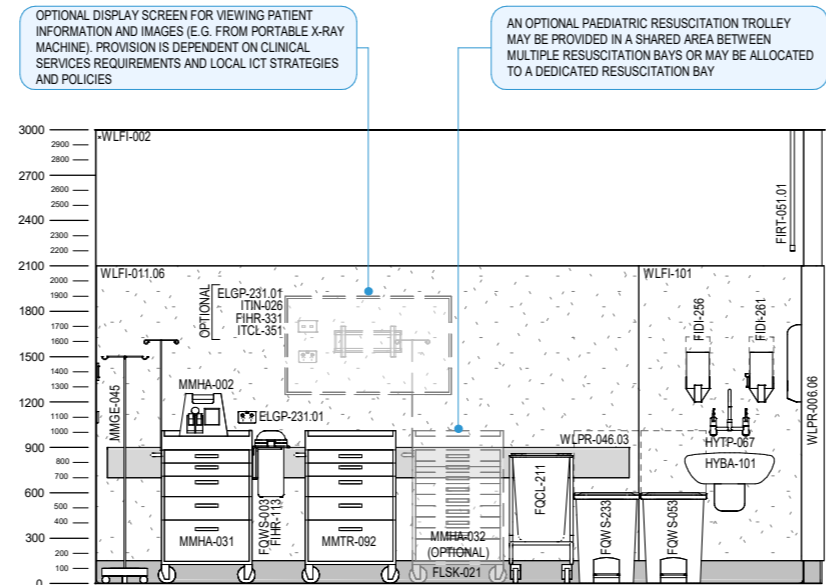 OPTIONAL DISPLAY SCREEN FOR VIEWING PATIENT
INFORMATION AND IMAGES (E.G. FROM PORTABLE X-RAY
MACHINE). PROVISION IS DEPENDENT ON CLINICAL
SERVICES REQUIREMENTS AND LOCAL ICT STRATEGIES
AND POLICIES
AN OPTIONAL PAEDIATRIC RESUSCITATION TROLLEY
MAY BE PROVIDED IN A SHARED AREA BETWEEN
MULTIPLE RESUSCITATION BAYS OR MAY BE ALLOCATED
TO A DEDICATED RESUSCITATION BAY
3000
2900
2800
2700
2600
2500
2400
2300
2200
2100
2000
1900
1800
1700
1600
1500
1400
1300
1200
1100
1000
900
800
700
600
500
400
300
200
100
0
WLFI-002
FIRT-051.01
WLFI-011.06
WLFI-101
OPTIONAL
ELGP-231.01
ITIN-026
FIHR-331
ITCL-351
FIDI-256
FIDI-261
MMGE-045
MMHA-002
ELGP-231.01
WLPR-046.03
WLPR-006.06
HYTP-067
HYBA-101
MMHA-031
FQWS-003
FIHR-113
MMTR-092
MMHA-032
(OPTIONAL)
FLSK-021
FQCL-211
FQWS-233
FQWS-053